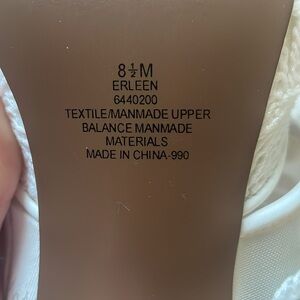 8½M
ERLEEN
6440200
TEXTILE/MANMADE UPPER
BALANCE MANMADE
MATERIALS
MADE IN CHINA-990